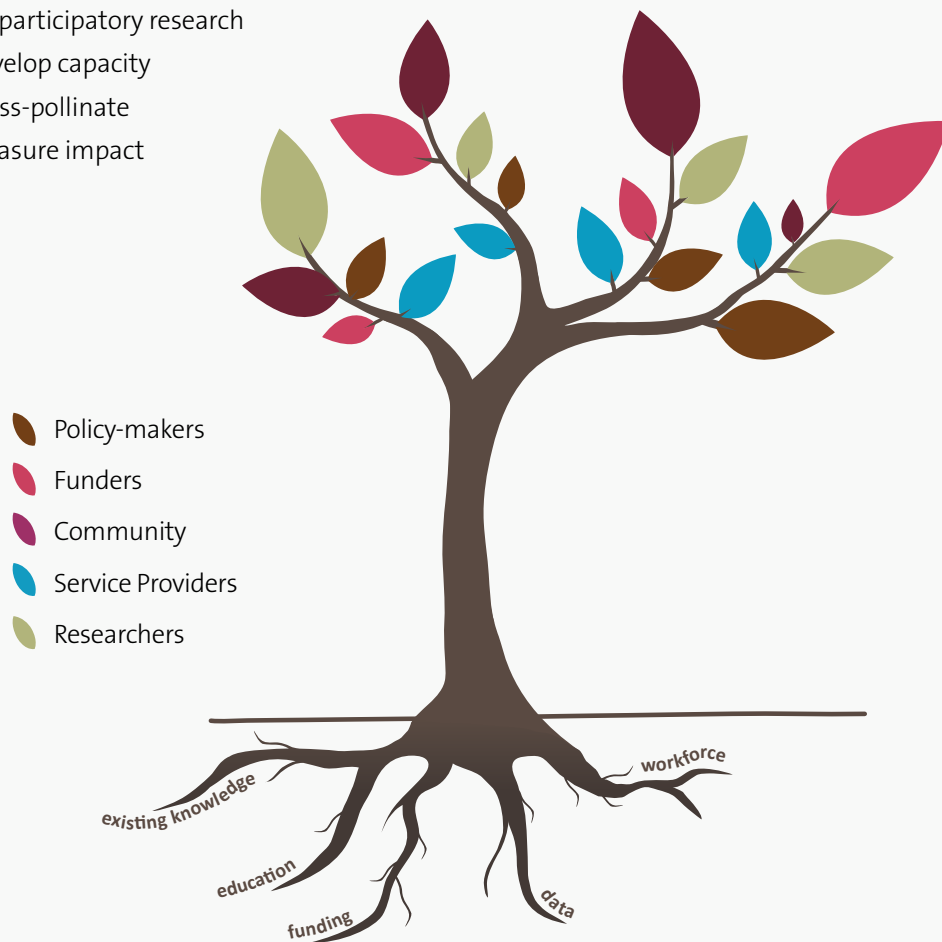 participatory research
velop capacity
ss-pollinate
asure impact
Policy-makers
Funders
Community
Service Providers
Researchers
workforce
existing knowledge
education
data
funding